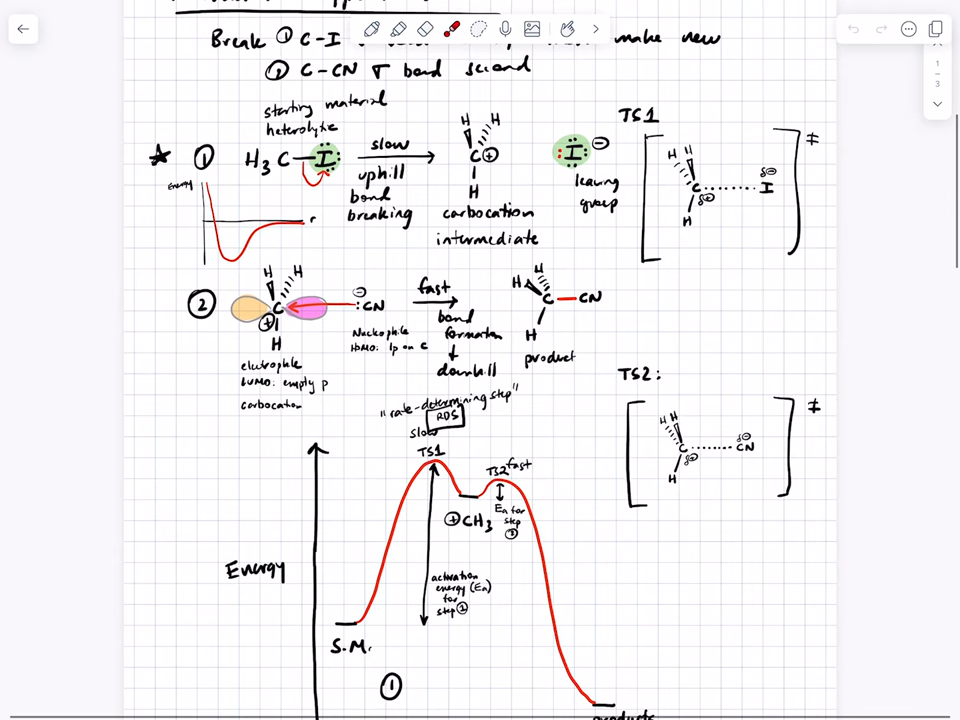 Break ① C-I make new
② C-CN σ bond second
starting material
heterolytic
① H₃C-I:
slow
uphill
bond
breaking
H H
C⊕
H
carbocation
intermediate
:I: ⊖
leaving
group
TS1
H H
C δ⊕ I δ⊖
H
‡
Energy
r
② H H
C
⊕
H
electrophile
LUMO: empty p
carbocation
⊖
:CN
Nucleophile
HOMO: lp on C
fast
bond
formation
+
downhill
H
H C-CN
H
product
TS2:
H H
C δ⊕ CN δ⊖
H
‡
"rate-determining step"
RDS
slow
TS1
TS2 fast
⊕CH₃
Ea for
step
②
Energy
activation
energy (Ea)
for
step ①
S.M.
①
products
1
3